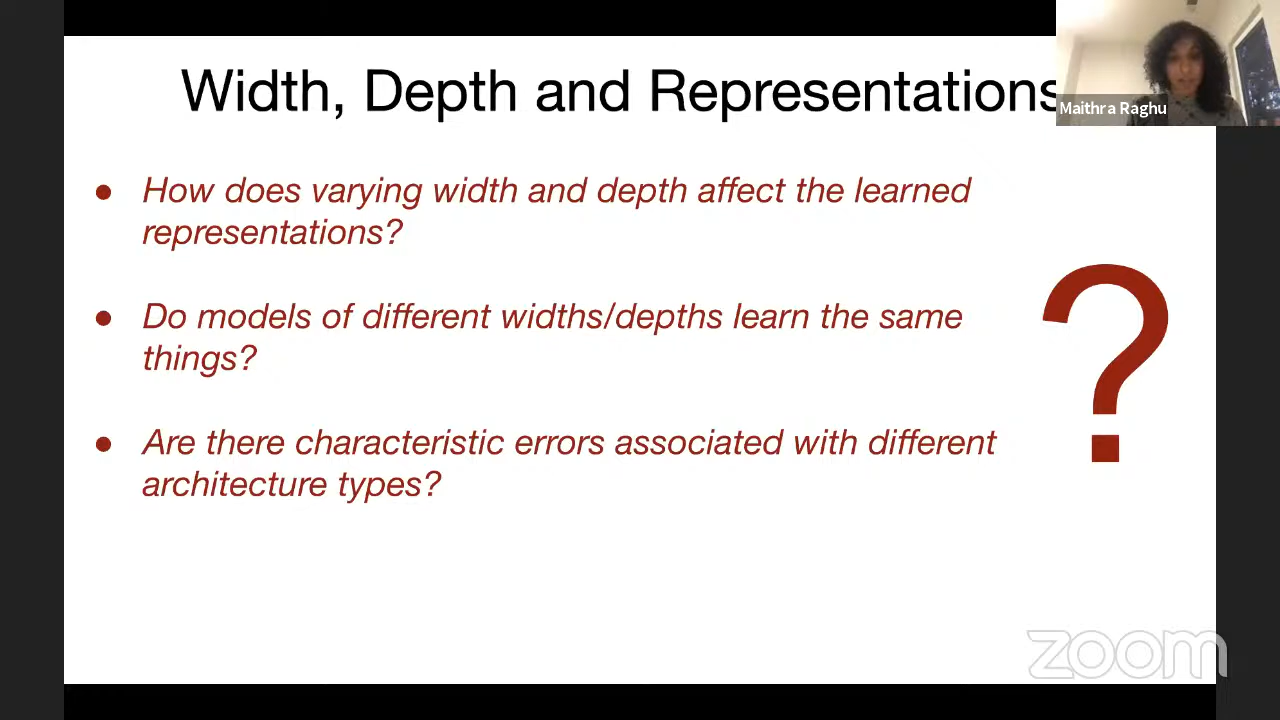 Width, Depth and Representations
Maithra Raghu
● How does varying width and depth affect the learned
representations?
● Do models of different widths/depths learn the same
things?
● Are there characteristic errors associated with different
architecture types?
?
zoom